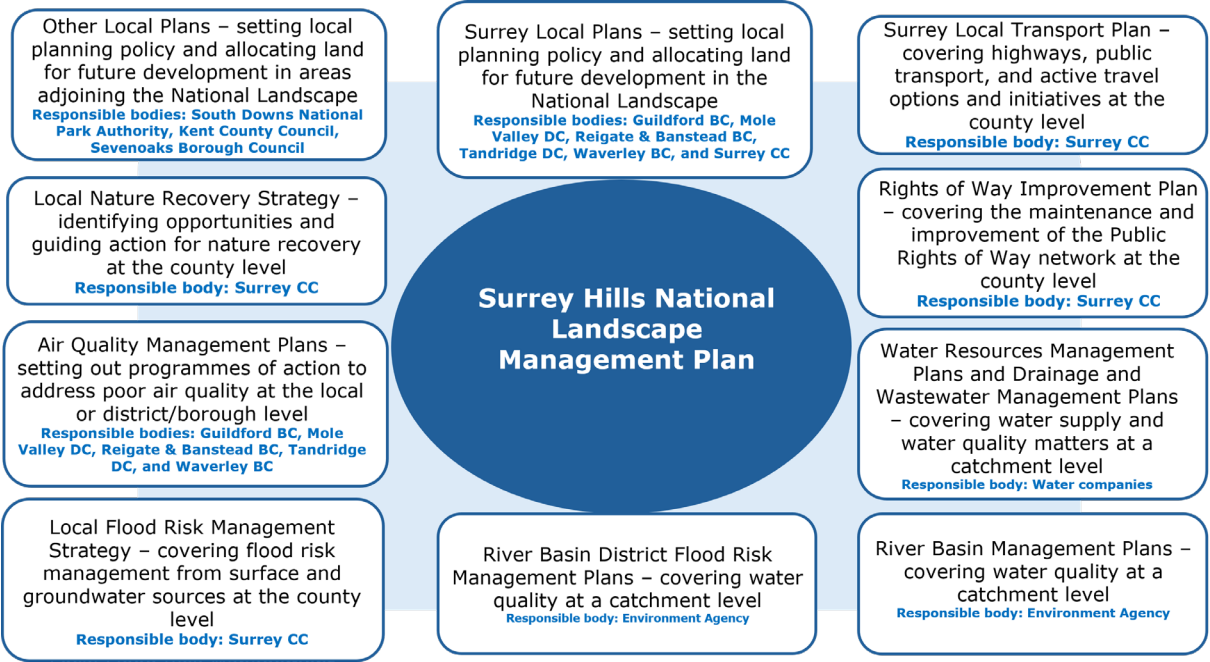 Other Local Plans – setting local
planning policy and allocating land
for future development in areas
adjoining the National Landscape
Responsible bodies: South Downs National
Park Authority, Kent County Council,
Sevenoaks Borough Council
Surrey Local Plans – setting local
planning policy and allocating land
for future development in the
National Landscape
Responsible bodies: Guildford BC, Mole
Valley DC, Reigate & Banstead BC,
Tandridge DC, Waverley BC, and Surrey CC
Surrey Local Transport Plan –
covering highways, public
transport, and active travel
options and initiatives at the
county level
Responsible body: Surrey CC
Local Nature Recovery Strategy –
identifying opportunities and
guiding action for nature recovery
at the county level
Responsible body: Surrey CC
Surrey Hills National
Landscape
Management Plan
Rights of Way Improvement Plan
– covering the maintenance and
improvement of the Public
Rights of Way network at the
county level
Responsible body: Surrey CC
Air Quality Management Plans –
setting out programmes of action to
address poor air quality at the local
or district/borough level
Responsible bodies: Guildford BC, Mole
Valley DC, Reigate & Banstead BC, Tandridge
DC, and Waverley BC
Water Resources Management
Plans and Drainage and
Wastewater Management Plans
– covering water supply and
water quality matters at a
catchment level
Responsible body: Water companies
Local Flood Risk Management
Strategy – covering flood risk
management from surface and
groundwater sources at the county
level
Responsible body: Surrey CC
River Basin District Flood Risk
Management Plans – covering water
quality at a catchment level
Responsible body: Environment Agency
River Basin Management Plans –
covering water quality at a
catchment level
Responsible body: Environment Agency